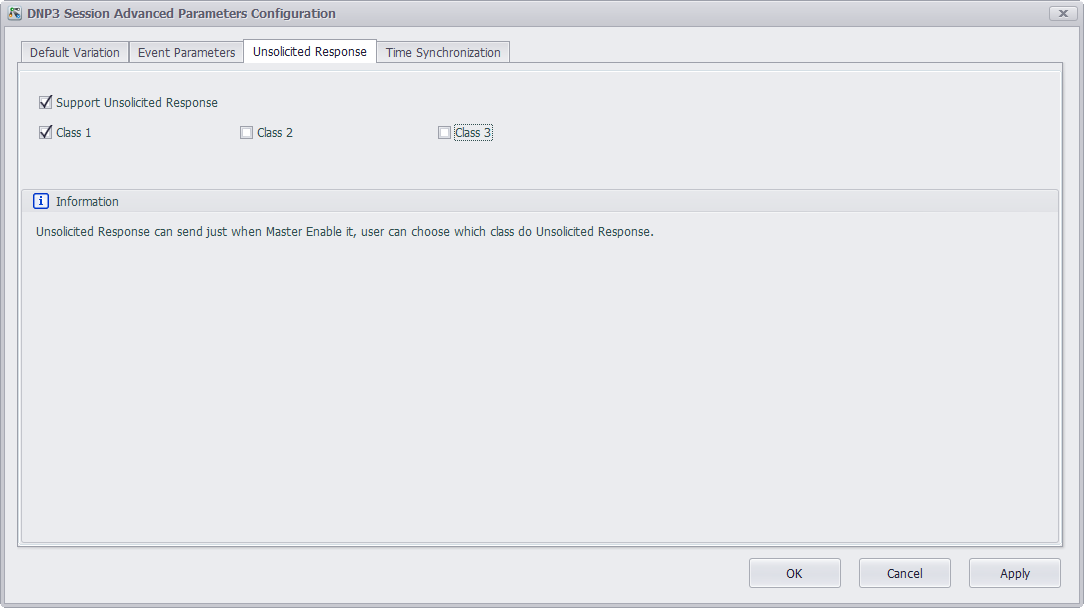 DNP3 Session Advanced Parameters Configuration
Default Variation Event Parameters Unsolicited Response Time Synchronization
Support Unsolicited Response
Class 1 Class 2 Class 3
Information
Unsolicited Response can send just when Master Enable it, user can choose which class do Unsolicited Response.
OK Cancel Apply